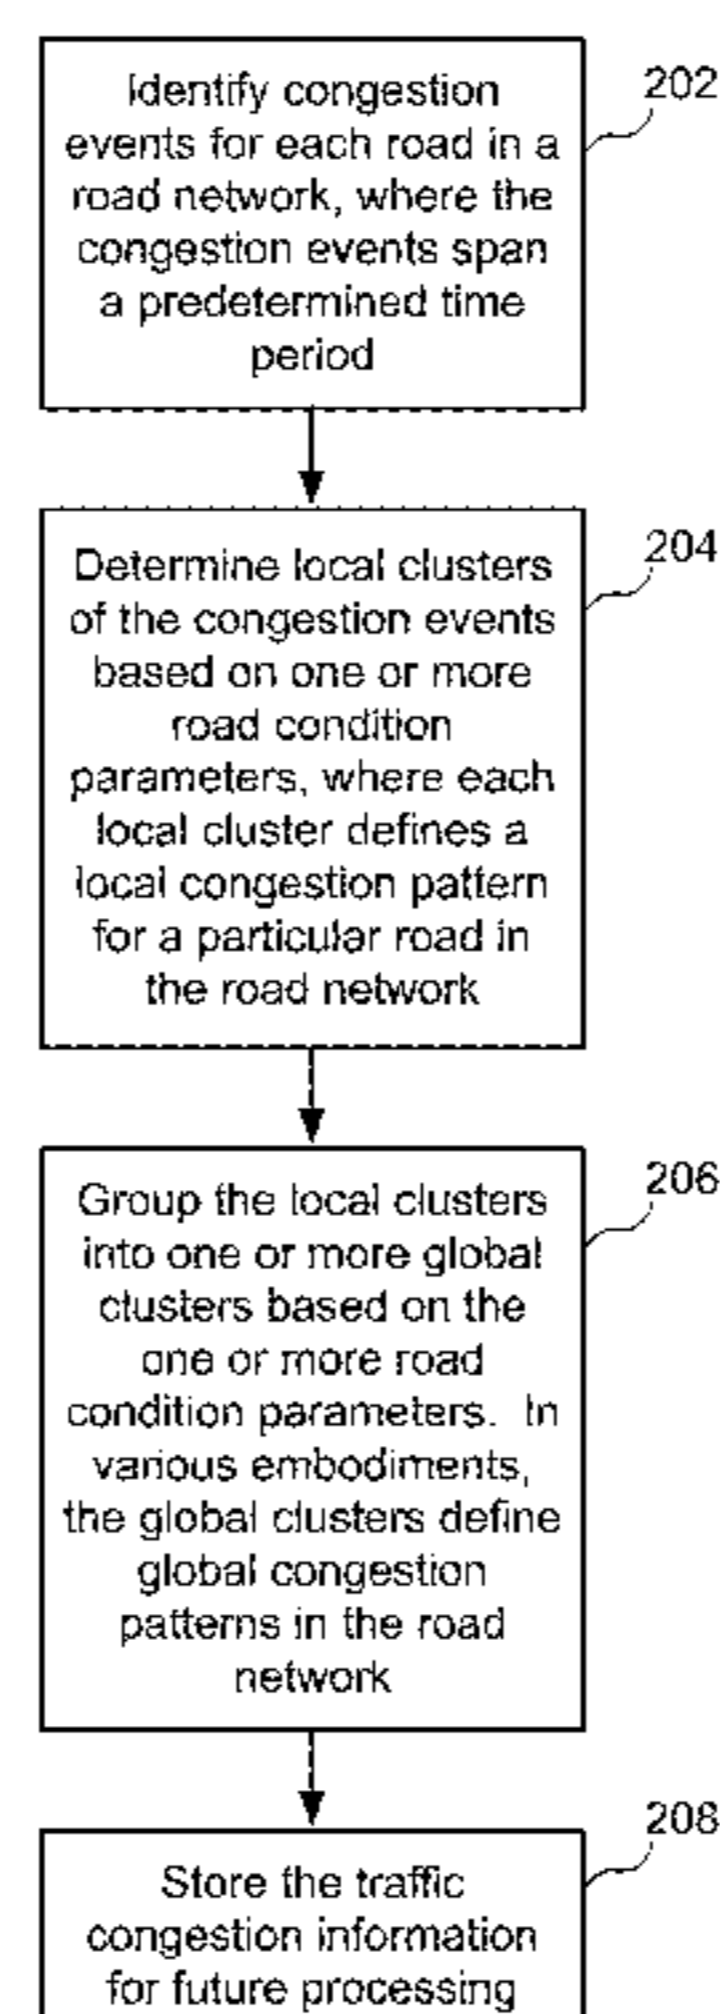 202
Identify congestion
events for each road in a
road network, where the
congestion events span
a predetermined time
period
204
Determine local clusters
of the congestion events
based on one or more
road condition
parameters, where each
local cluster defines a
local congestion pattern
for a particular road in
the road network
206
Group the local clusters
into one or more global
clusters based on the
one or more road
condition parameters. In
various embodiments,
the global clusters define
global congestion
patterns in the road
network
208
Store the traffic
congestion information
for future processing